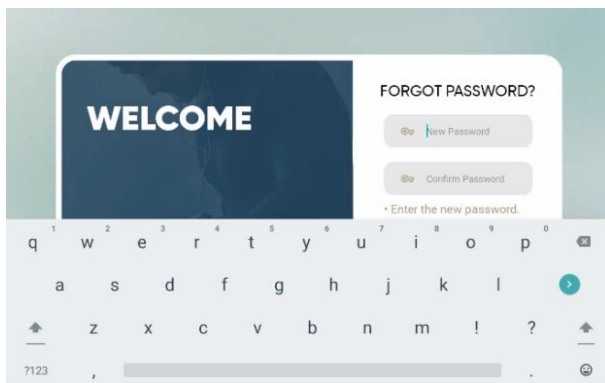 FORGOT PASSWORD?
WELCOME
New Password
Confirm Password
• Enter the new password.
1 2 3 4 5 6 7 8 9 0
q w e r t y u i o p
a s d f g h j k l
z x c v b n m ! ?
?123 , .